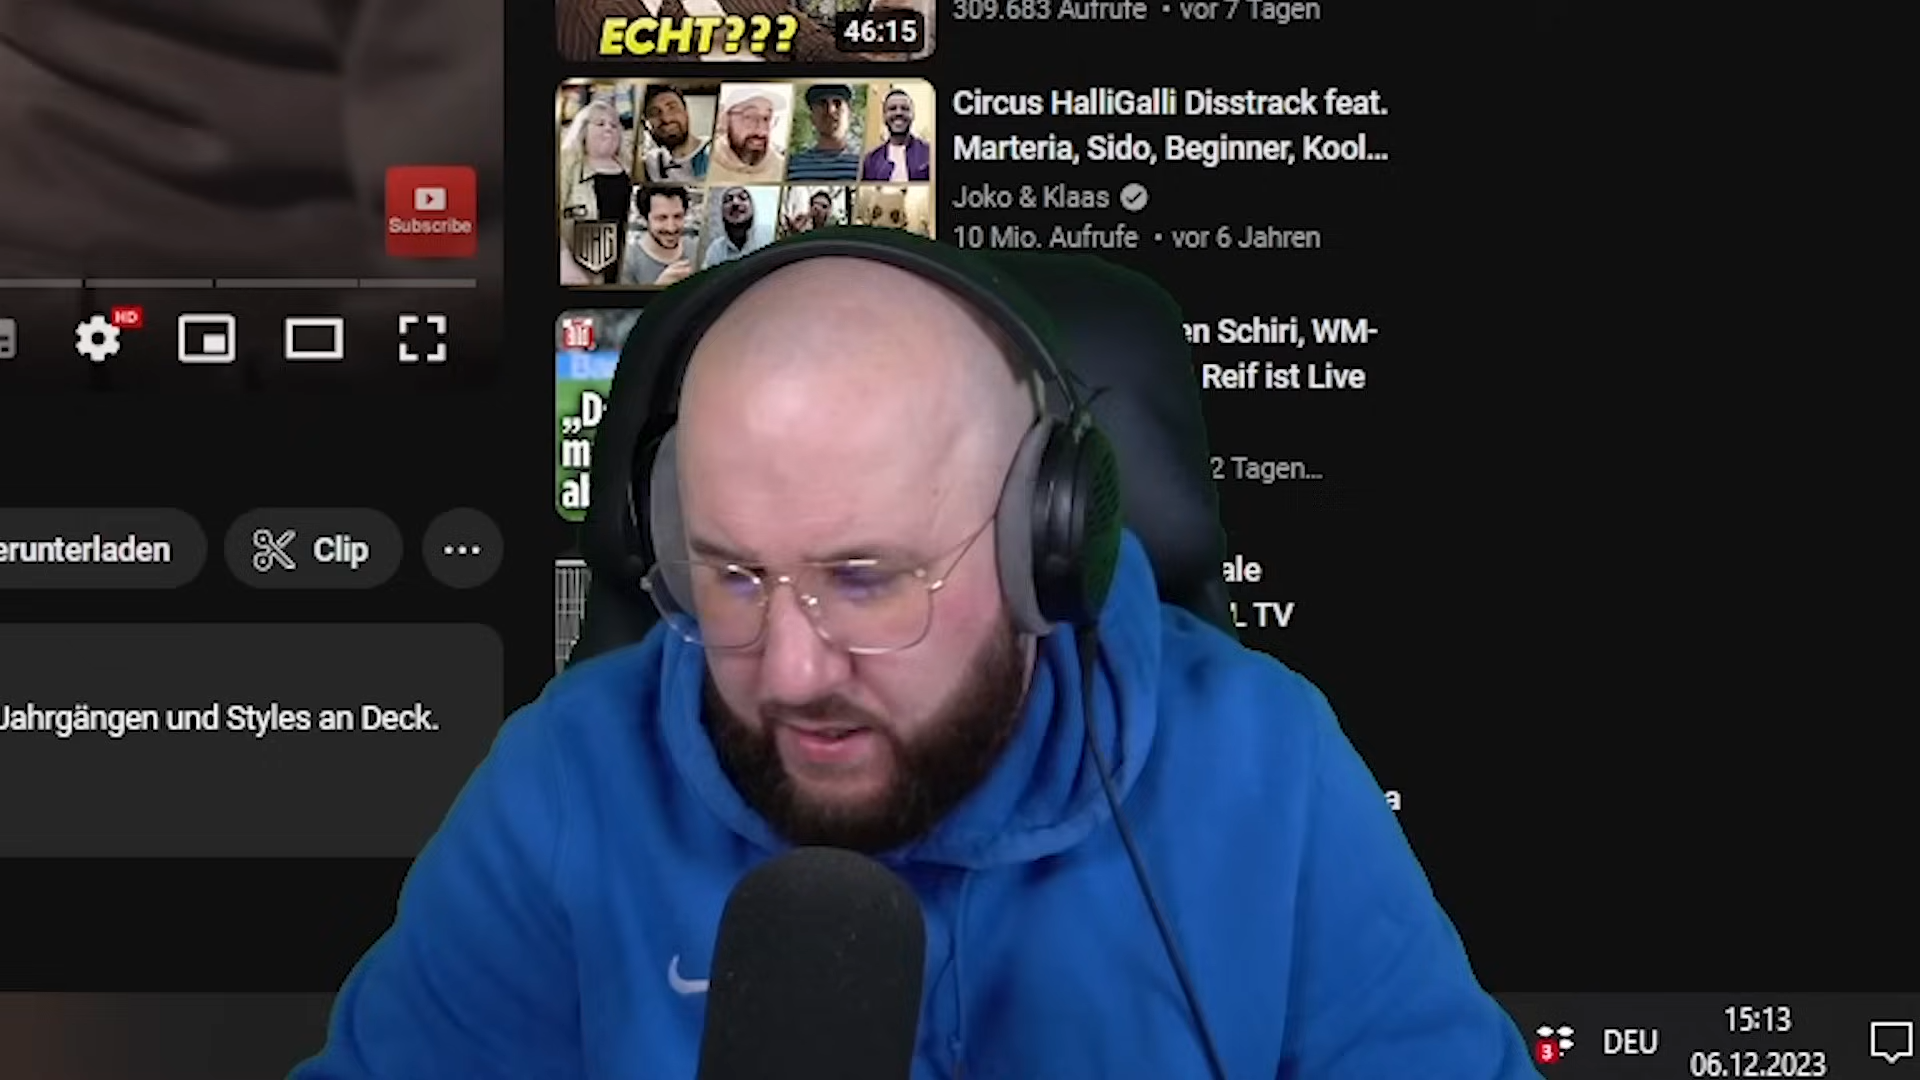 ECHT???
46:15
309.683 Aufrufe • vor 7 Tagen
Circus HalliGalli Disstrack feat.
Marteria, Sido, Beginner, Kool...
Joko & Klaas
10 Mio. Aufrufe • vor 6 Jahren
Subscribe
HD
en Schiri, WM-
Reif ist Live
2 Tagen...
„D
m
al
erunterladen
Clip
ale
TV
Jahrgängen und Styles an Deck.
a
3
DEU
15:13
06.12.2023